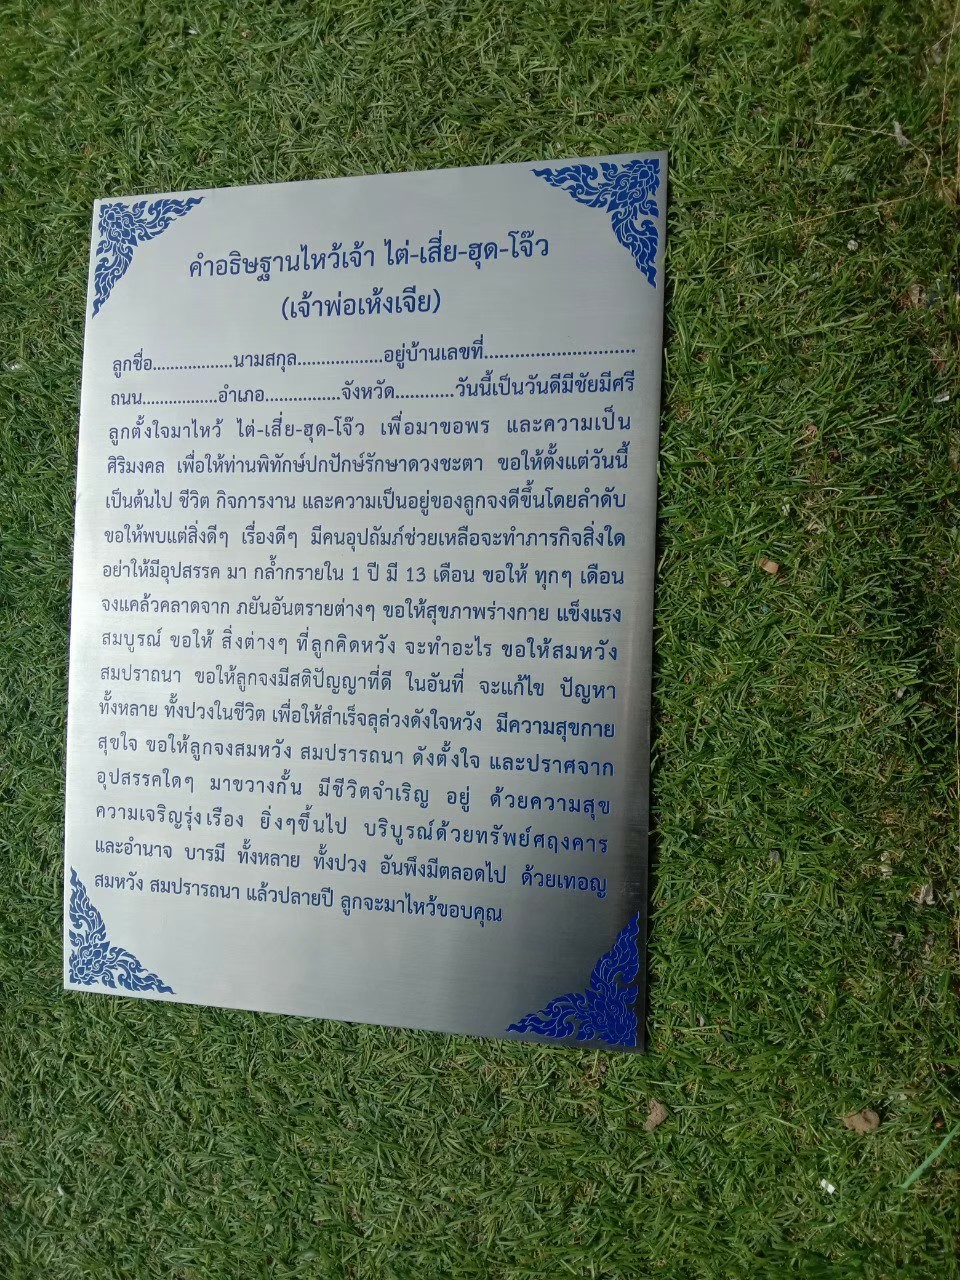 คำอธิษฐานไหว้เจ้า ไต่-เสี่ย-ฮุด-โจ๊ว
(เจ้าพ่อเห้งเจีย)
ลูกชื่อ..................นามสกุล..................อยู่บ้านเลขที่..............................
ถนน................อำเภอ................จังหวัด............วันนี้เป็นวันดีมีชัยมีศรี
ลูกตั้งใจมาไหว้ ไต่-เสี่ย-ฮุด-โจ๊ว เพื่อมาขอพร และความเป็น
ศิริมงคล เพื่อให้ท่านพิทักษ์ปกปักษ์รักษาดวงชะตา ขอให้ตั้งแต่วันนี้
เป็นต้นไป ชีวิต กิจการงาน และความเป็นอยู่ของลูกจงดีขึ้นโดยลำดับ
ขอให้พบแต่สิ่งดีๆ เรื่องดีๆ มีคนอุปถัมภ์ช่วยเหลือจะทำภารกิจสิ่งใด
อย่าให้มีอุปสรรค มา กล้ำกรายใน 1 ปี มี 13 เดือน ขอให้ ทุกๆ เดือน
จงแคล้วคลาดจาก ภยันอันตรายต่างๆ ขอให้สุขภาพร่างกาย แข็งแรง
สมบูรณ์ ขอให้ สิ่งต่างๆ ที่ลูกคิดหวัง จะทำอะไร ขอให้สมหวัง
สมปราถนา ขอให้ลูกจงมีสติปัญญาที่ดี ในอันที่ จะแก้ไข ปัญหา
ทั้งหลาย ทั้งปวงในชีวิต เพื่อให้สำเร็จลุล่วงดังใจหวัง มีความสุขกาย
สุขใจ ขอให้ลูกจงสมหวัง สมปรารถนา ดังตั้งใจ และปราศจาก
อุปสรรคใดๆ มาขวางกั้น มีชีวิตจำเริญ อยู่ ด้วยความสุข
ความเจริญรุ่งเรือง ยิ่งๆขึ้นไป บริบูรณ์ด้วยทรัพย์ศฤงคาร
และอำนาจ บารมี ทั้งหลาย ทั้งปวง อันพึงมีตลอดไป ด้วยเทอญ
สมหวัง สมปรารถนา แล้วปลายปี ลูกจะมาไหว้ขอบคุณ